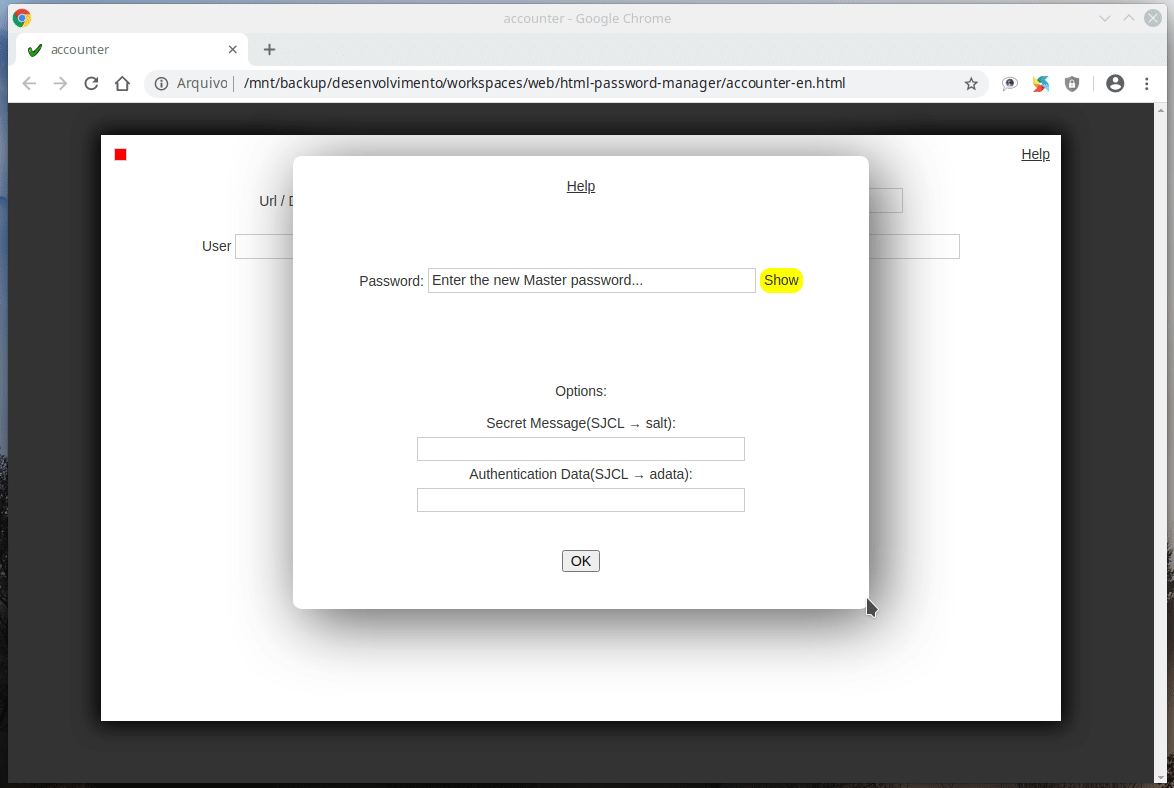 accounter - Google Chrome
accounter
Arquivo /mnt/backup/desenvolvimento/workspaces/web/html-password-manager/accounter-en.html
Help
Help
Url /
User
Password: Enter the new Master password... Show
Options:
Secret Message(SJCL → salt):
Authentication Data(SJCL → adata):
OK